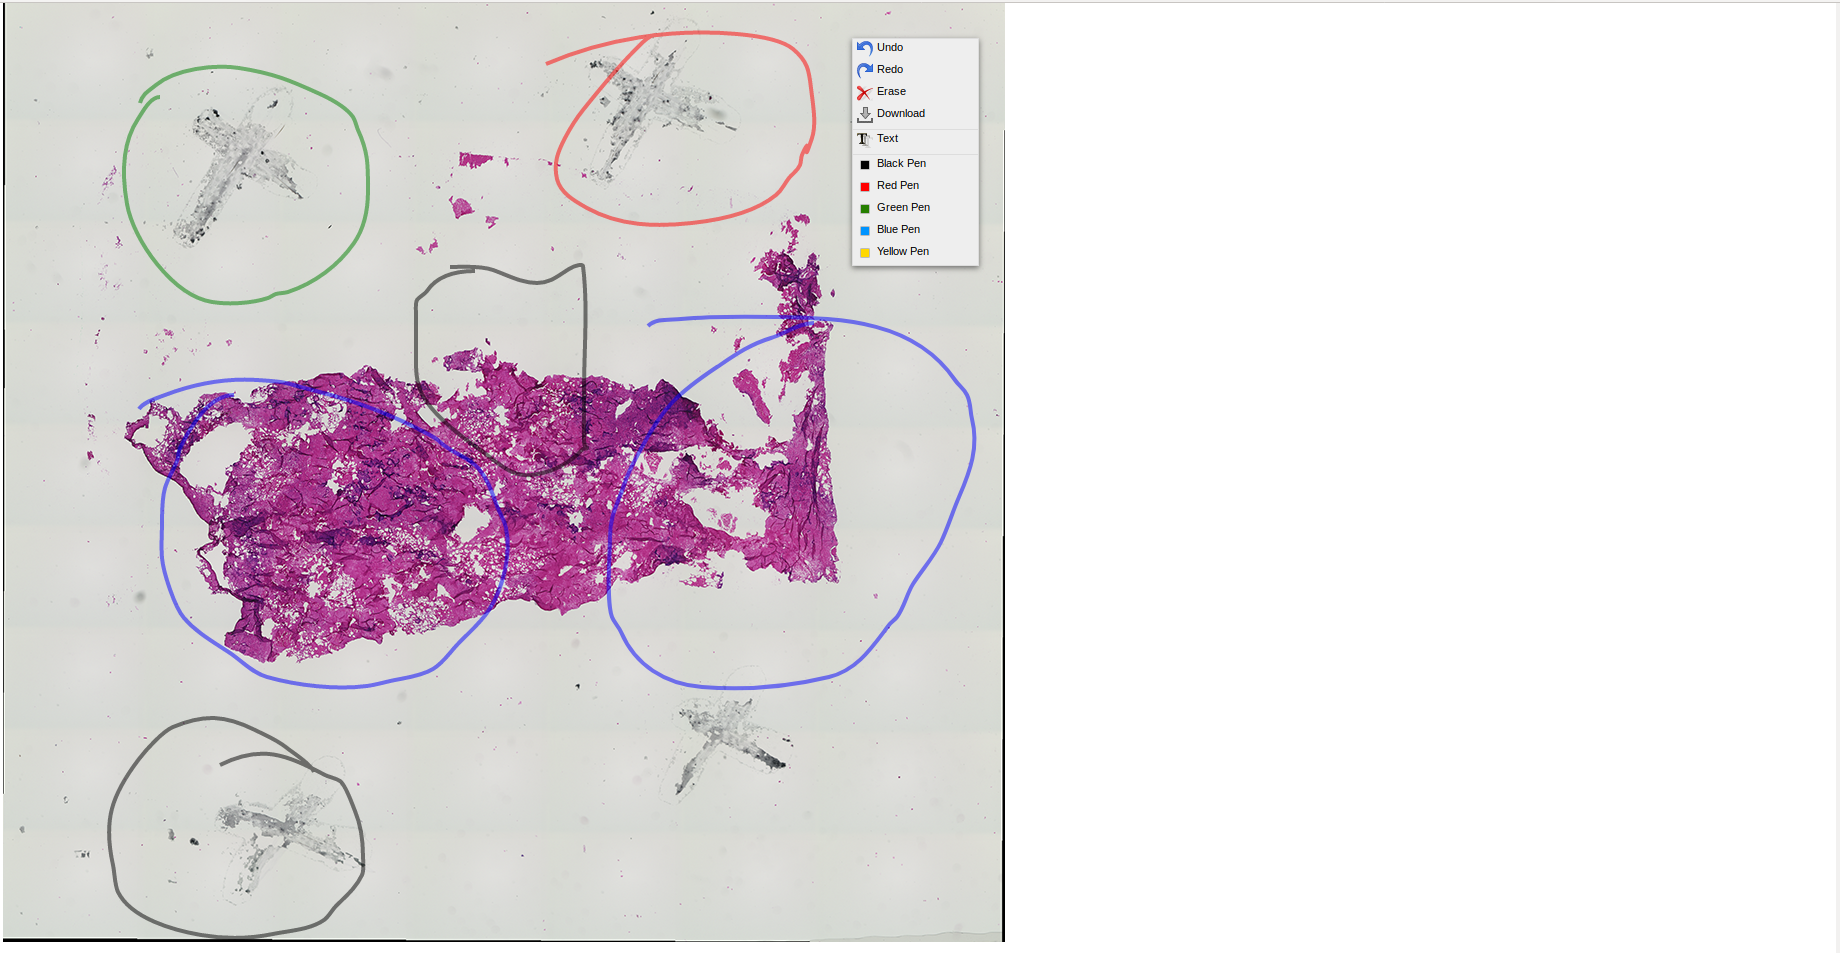 Undo
Redo
Erase
Download
Text
Black Pen
Red Pen
Green Pen
Blue Pen
Yellow Pen